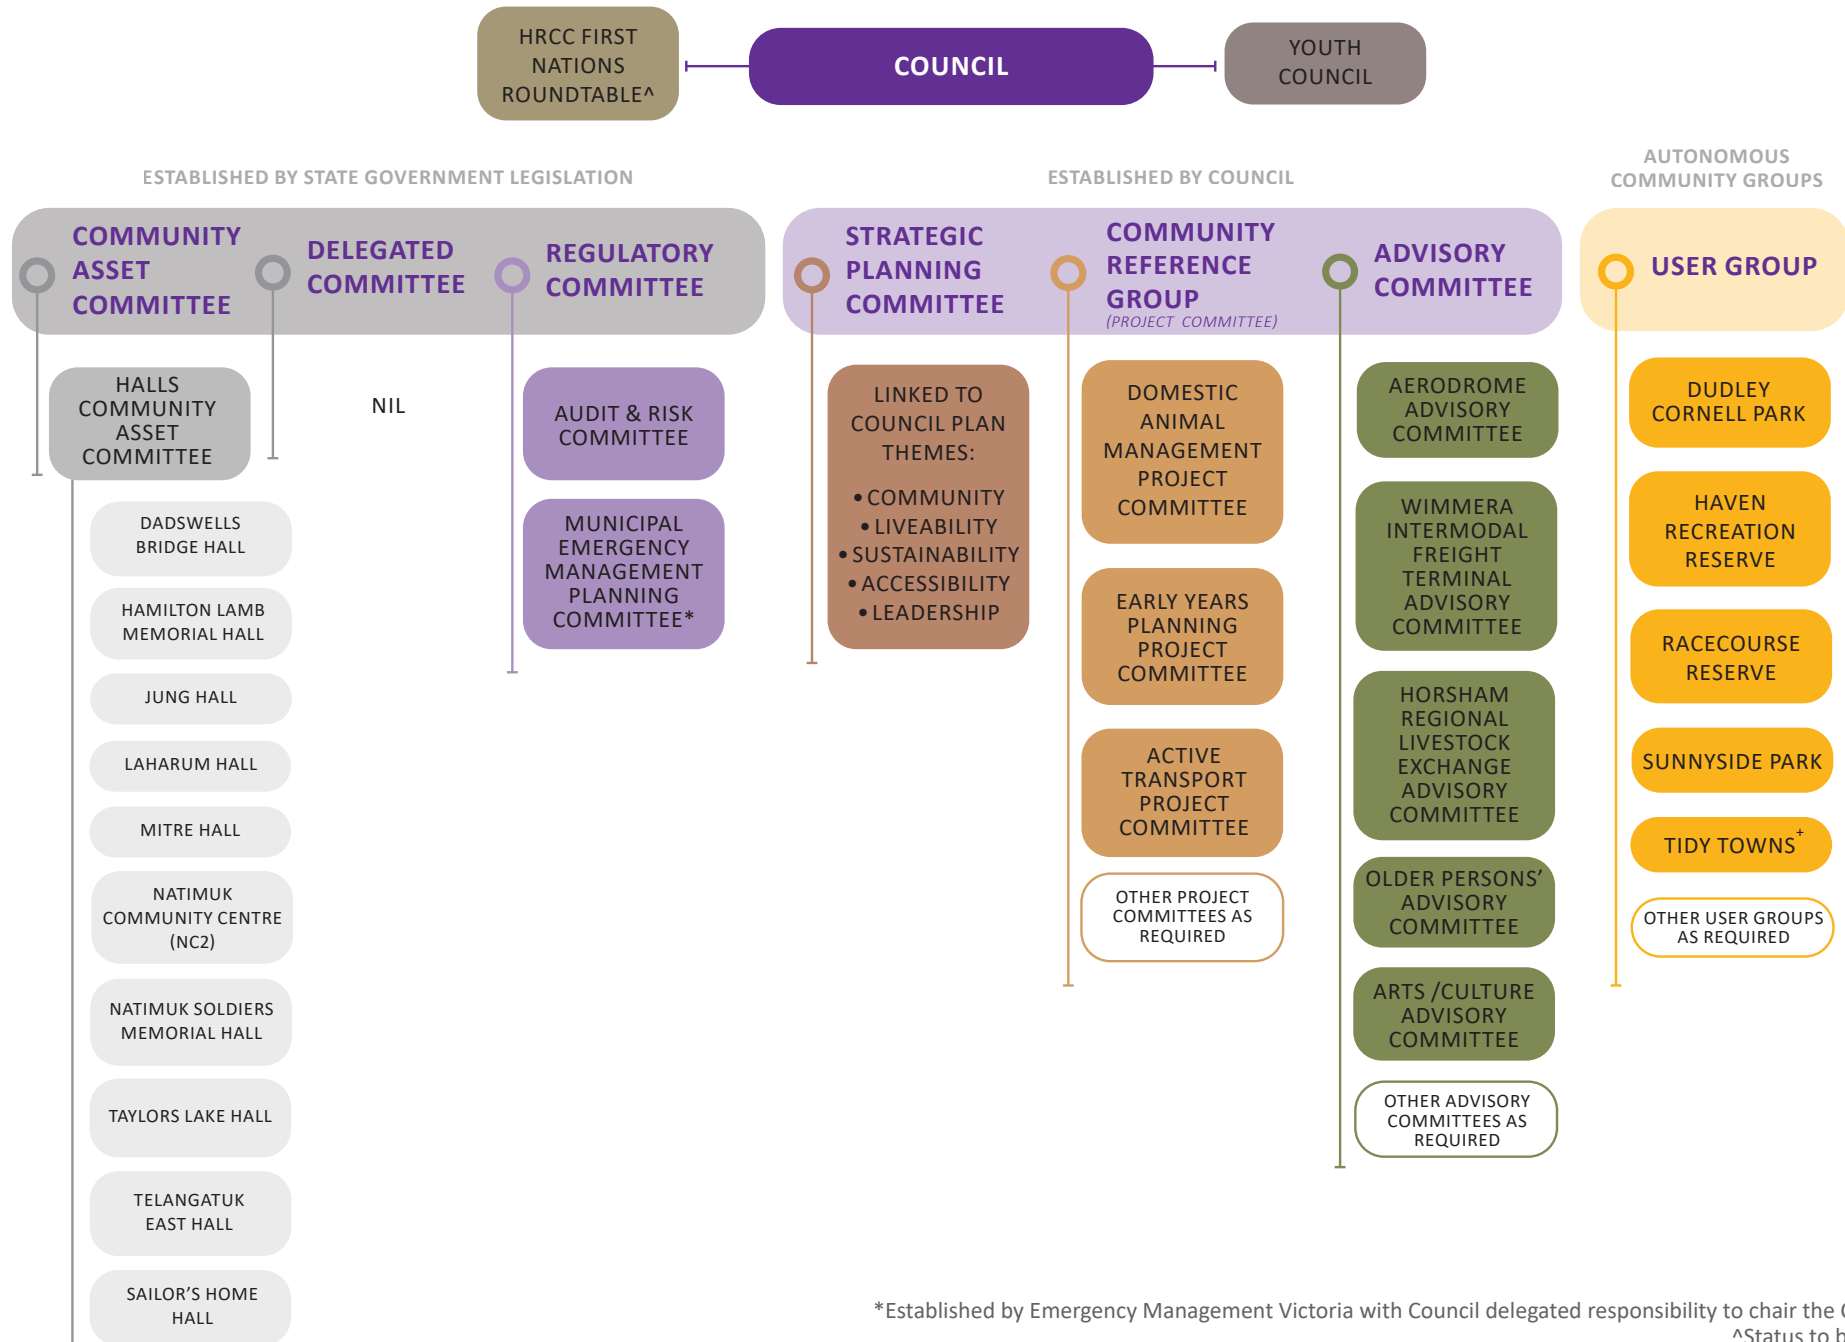 HRCC FIRST
NATIONS
ROUNDTABLE^
COUNCIL
YOUTH
COUNCIL
ESTABLISHED BY STATE GOVERNMENT LEGISLATION
ESTABLISHED BY COUNCIL
AUTONOMOUS
COMMUNITY GROUPS
COMMUNITY
ASSET
COMMITTEE
DELEGATED
COMMITTEE
REGULATORY
COMMITTEE
STRATEGIC
PLANNING
COMMITTEE
COMMUNITY
REFERENCE
GROUP
(PROJECT COMMITTEE)
ADVISORY
COMMITTEE
USER GROUP
HALLS
COMMUNITY
ASSET
COMMITTEE
DADSWELLS
BRIDGE HALL
HAMILTON LAMB
MEMORIAL HALL
JUNG HALL
LAHARUM HALL
MITRE HALL
NATIMUK
COMMUNITY CENTRE
(NC2)
NATIMUK SOLDIERS
MEMORIAL HALL
TAYLORS LAKE HALL
TELANGATUK
EAST HALL
SAILOR'S HOME
HALL
NIL
AUDIT & RISK
COMMITTEE
MUNICIPAL
EMERGENCY
MANAGEMENT
PLANNING
COMMITTEE*
LINKED TO
COUNCIL PLAN
THEMES:
• COMMUNITY
• LIVEABILITY
• SUSTAINABILITY
• ACCESSIBILITY
• LEADERSHIP
DOMESTIC
ANIMAL
MANAGEMENT
PROJECT
COMMITTEE
EARLY YEARS
PLANNING
PROJECT
COMMITTEE
ACTIVE
TRANSPORT
PROJECT
COMMITTEE
OTHER PROJECT
COMMITTEES AS
REQUIRED
AERODROME
ADVISORY
COMMITTEE
WIMMERA
INTERMODAL
FREIGHT
TERMINAL
ADVISORY
COMMITTEE
HORSHAM
REGIONAL
LIVESTOCK
EXCHANGE
ADVISORY
COMMITTEE
OLDER PERSONS'
ADVISORY
COMMITTEE
ARTS /CULTURE
ADVISORY
COMMITTEE
OTHER ADVISORY
COMMITTEES AS
REQUIRED
DUDLEY
CORNELL PARK
HAVEN
RECREATION
RESERVE
RACECOURSE
RESERVE
SUNNYSIDE PARK
TIDY TOWNS+
OTHER USER GROUPS
AS REQUIRED
*Established by Emergency Management Victoria with Council delegated responsibility to chair the
^Status to